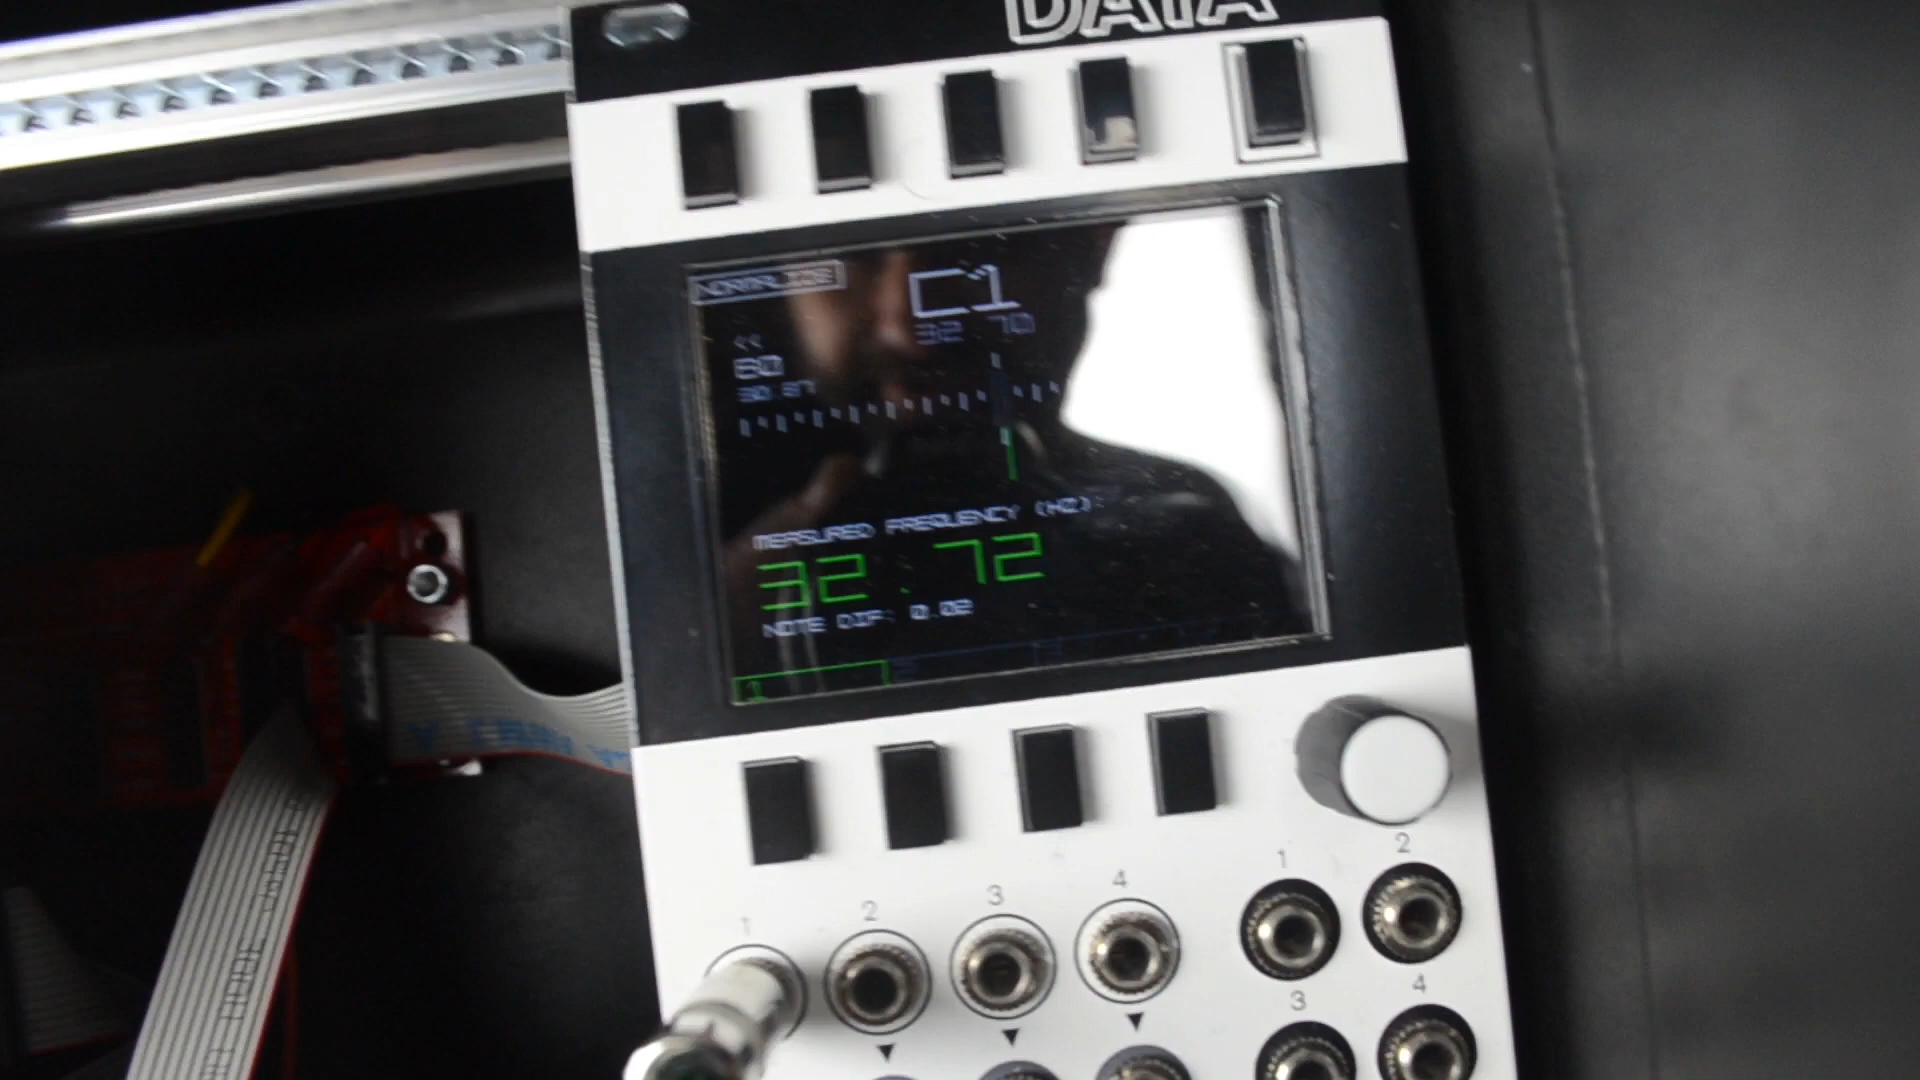 DATA
C1
32.70
<<
B0
30.87
MEASURED FREQUENCY (HZ):
32.72
NOTE DIF: 0.02
1
1
2
3
4
1
2
3
4